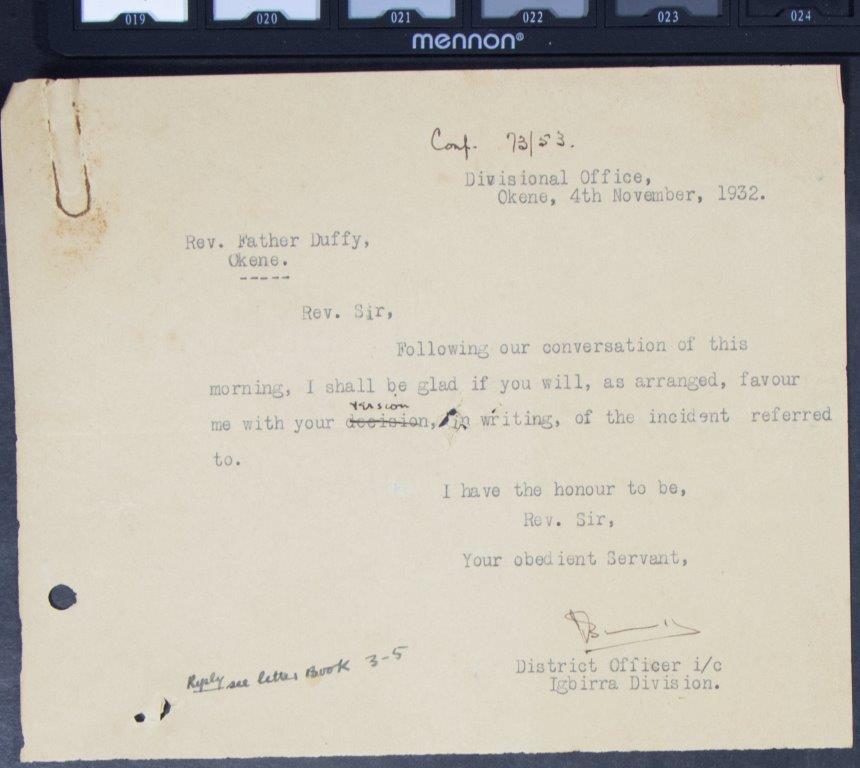 019 020 021 022 023 024
mennon®
Conf. 73/53.
Divisional Office,
Okene, 4th November, 1932.
Rev. Father Duffy,
Okene.
-----
Rev. Sir,
Following our conversation of this
morning, I shall be glad if you will, as arranged, favour
version
me with your decision, in writing, of the incident referred
to.
I have the honour to be,
Rev. Sir,
Your obedient Servant,
District Officer i/c
Igbirra Division.
Reply see letter Book 3-5